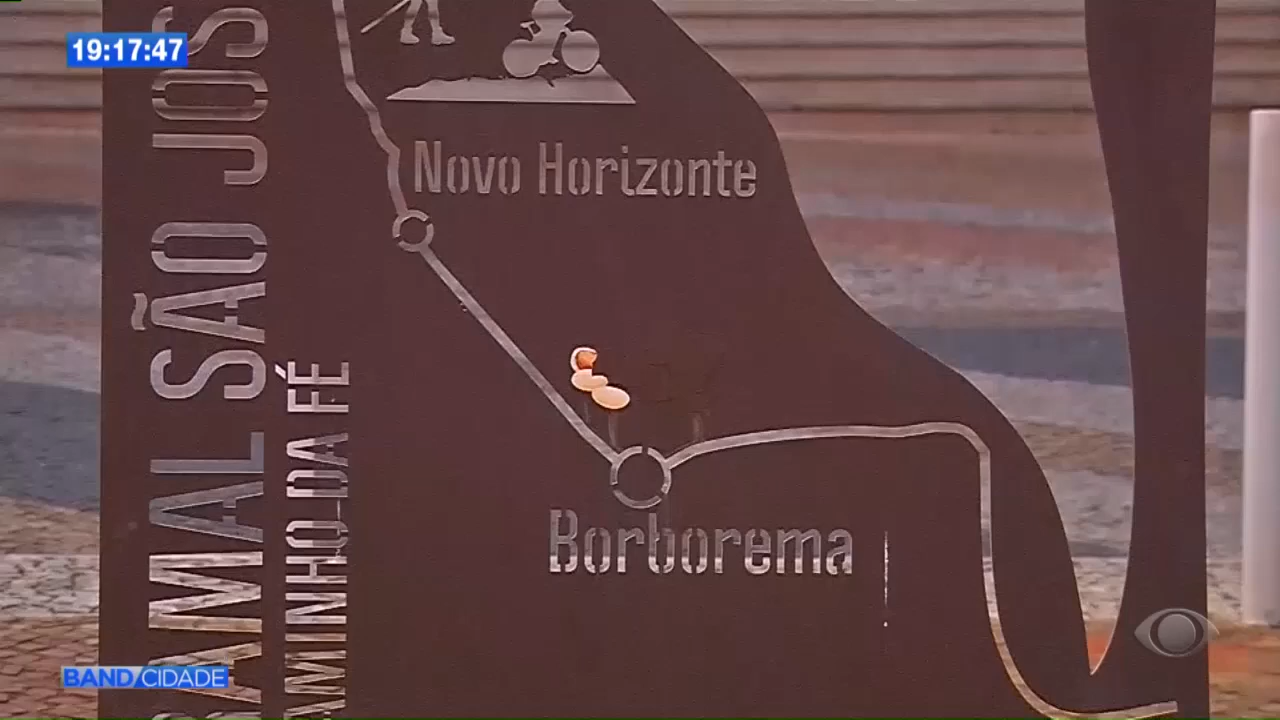 19:17:47
RAMAL SÃO JOS
CAMINHO DA FÉ
Novo Horizonte
Borborema
BAND CIDADE